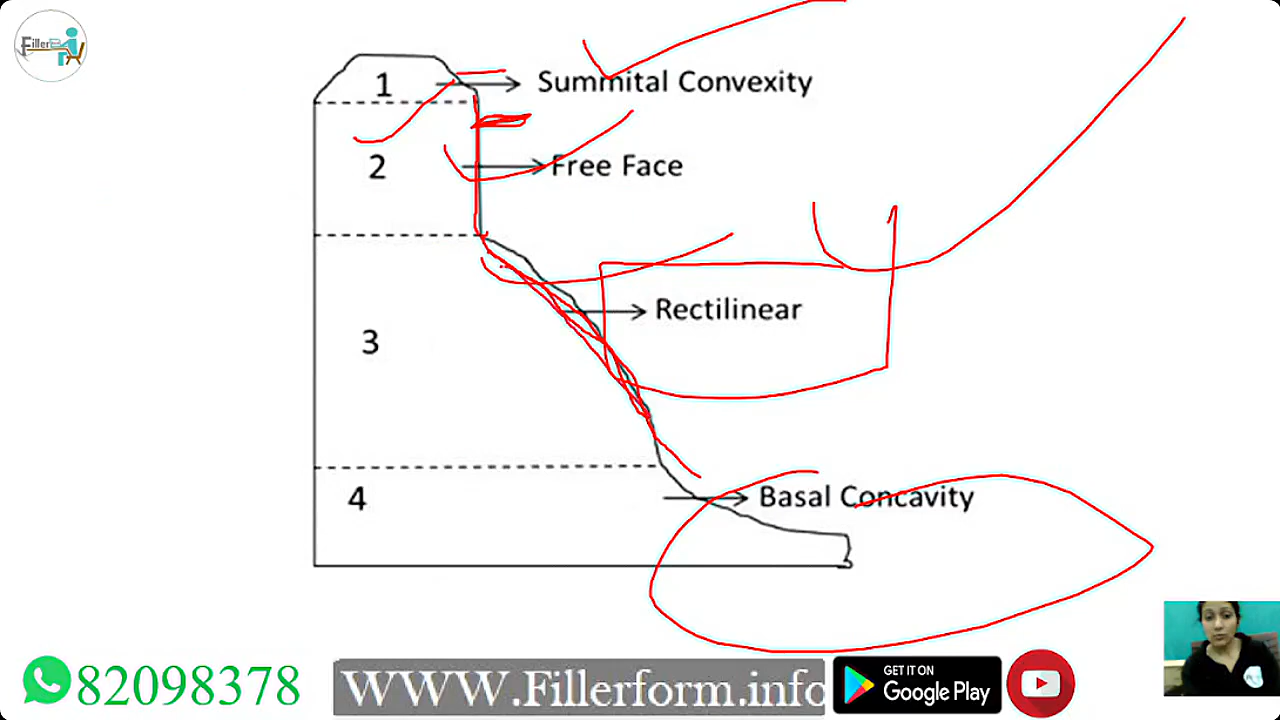 Filler
1
Summital Convexity
2
Free Face
3
Rectilinear
4
Basal Concavity
82098378
WWW.Fillerform.info
GET IT ON
Google Play